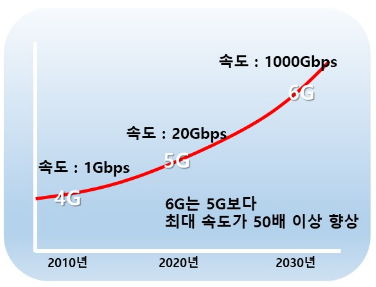 속도 : 1000Gbps
6G
속도 : 20Gbps
5G
속도 : 1Gbps
4G
6G는 5G보다
최대 속도가 50배 이상 향상
2010년 2020년 2030년